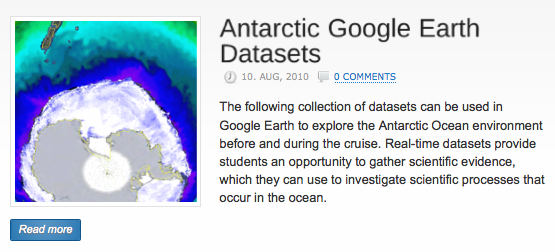 Antarctic Google Earth
Datasets
10. AUG, 2010 0 COMMENTS
The following collection of datasets can be used in
Google Earth to explore the Antarctic Ocean environment
before and during the cruise. Real-time datasets provide
students an opportunity to gather scientific evidence,
which they can use to investigate scientific processes that
occur in the ocean.
Read more